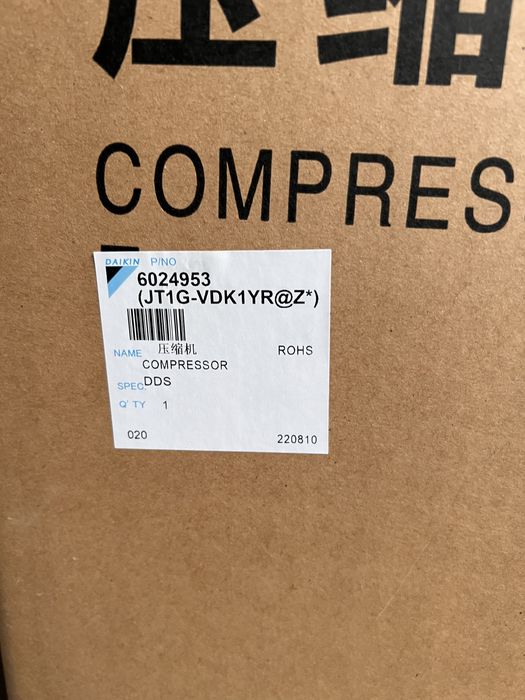 压缩
COMPRES
DAIKIN P/NO
6024953
(JT1G-VDK1YR@Z*)
NAME 压缩机 ROHS
COMPRESSOR
SPEC. DDS
Q'TY 1
020 220810